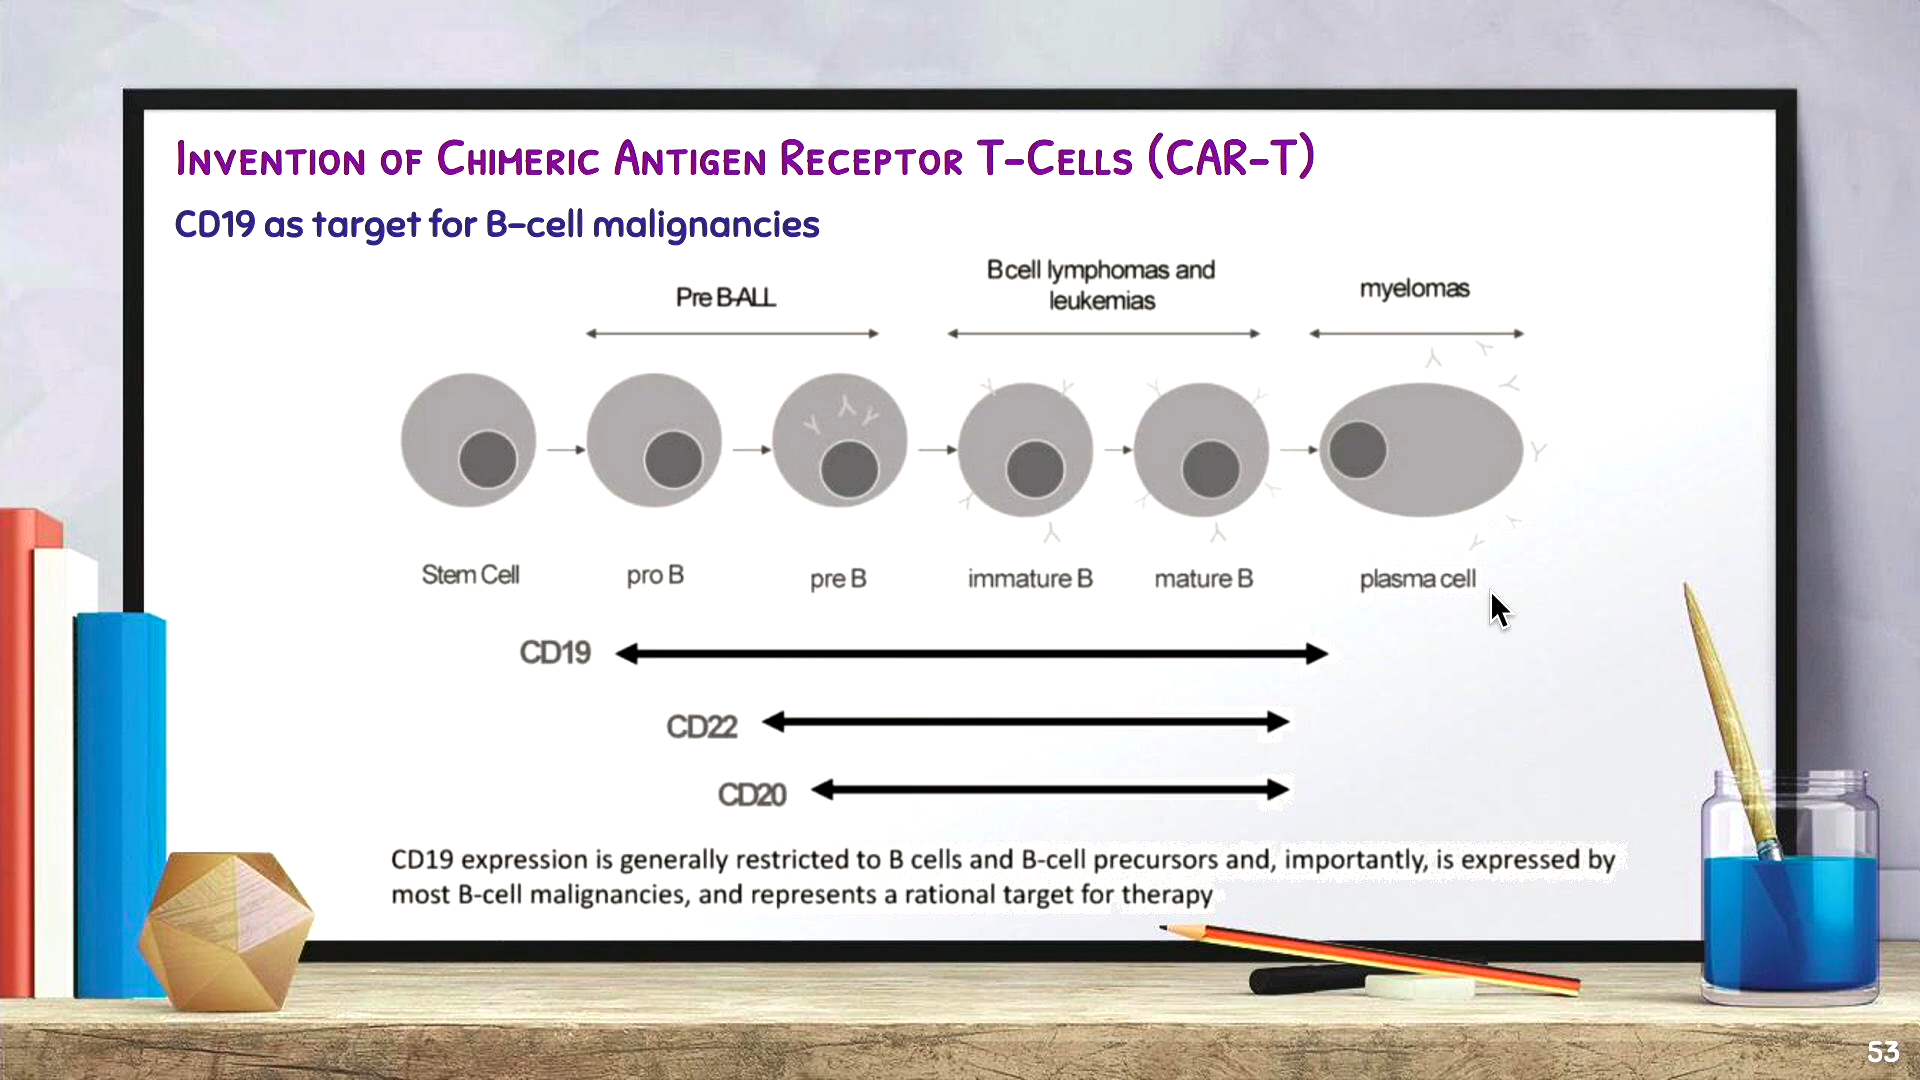 Invention of Chimeric Antigen Receptor T-Cells (CAR-T)
CD19 as target for B-cell malignancies
Pre B-ALL
B cell lymphomas and
leukemias
myelomas
Stem Cell
pro B
pre B
immature B
mature B
plasma cell
CD19
CD22
CD20
CD19 expression is generally restricted to B cells and B-cell precursors and, importantly, is expressed by
most B-cell malignancies, and represents a rational target for therapy
53